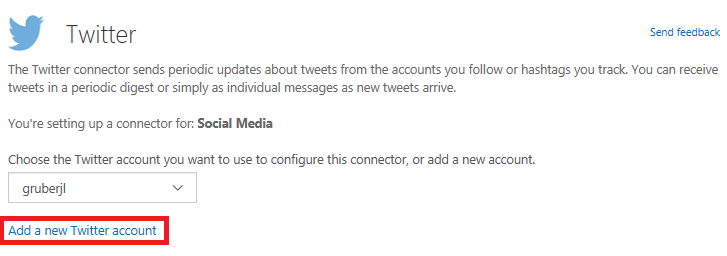 Twitter
Send feedback
The Twitter connector sends periodic updates about tweets from the accounts you follow or hashtags you track. You can receive
tweets in a periodic digest or simply as individual messages as new tweets arrive.
You're setting up a connector for: Social Media
Choose the Twitter account you want to use to configure this connector, or add a new account.
gruberjl
Add a new Twitter account